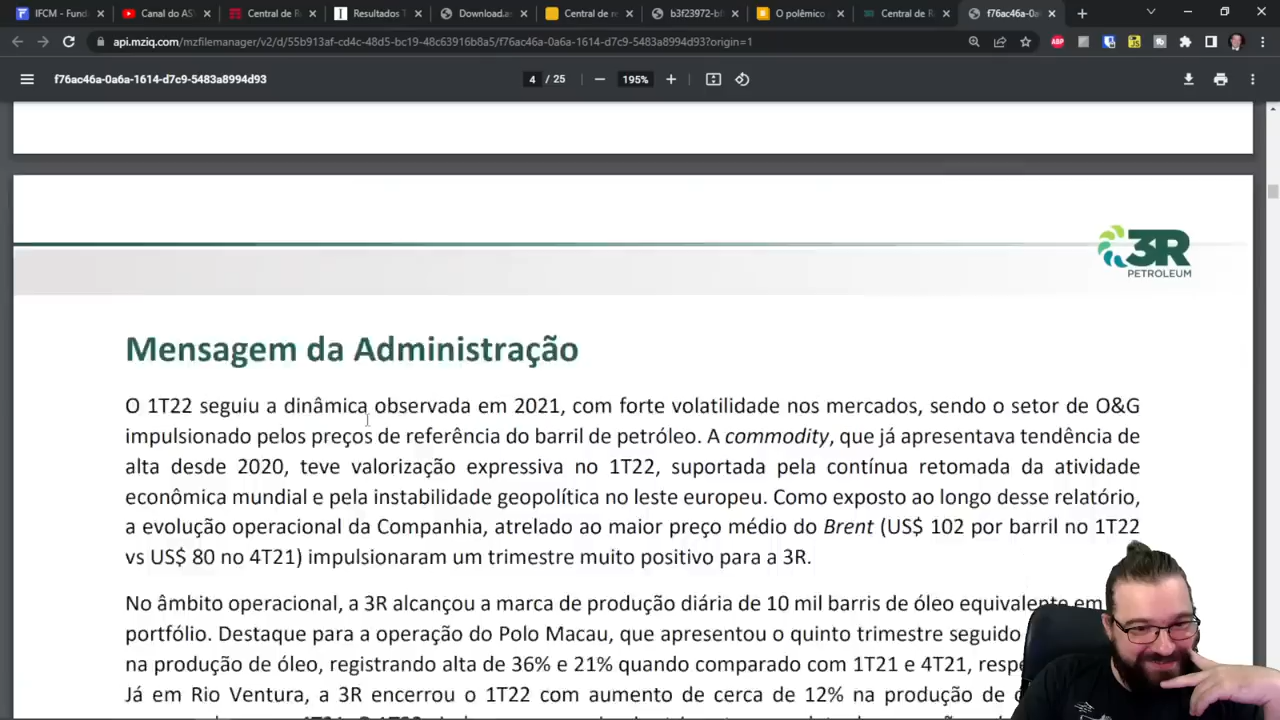 IFCM - Fund
Canal do AS
Central de R
Resultados T
Download.as
Central de re
b3f23972-bf
O polêmico
Central de R
f76ac46a-0a
api.mziq.com/mzfilemanager/v2/d/55b913af-cd4c-48d5-bc19-48c63916b8a5/f76ac46a-0a6a-1614-d7c9-5483a8994d93?origin=1
f76ac46a-0a6a-1614-d7c9-5483a8994d93
4 / 25
195%
3R
PETROLEUM
Mensagem da Administração
O 1T22 seguiu a dinâmica observada em 2021, com forte volatilidade nos mercados, sendo o setor de O&G
impulsionado pelos preços de referência do barril de petróleo. A commodity, que já apresentava tendência de
alta desde 2020, teve valorização expressiva no 1T22, suportada pela contínua retomada da atividade
econômica mundial e pela instabilidade geopolítica no leste europeu. Como exposto ao longo desse relatório,
a evolução operacional da Companhia, atrelado ao maior preço médio do Brent (US$ 102 por barril no 1T22
vs US$ 80 no 4T21) impulsionaram um trimestre muito positivo para a 3R.
No âmbito operacional, a 3R alcançou a marca de produção diária de 10 mil barris de óleo equivalente em
portfólio. Destaque para a operação do Polo Macau, que apresentou o quinto trimestre seguido
na produção de óleo, registrando alta de 36% e 21% quando comparado com 1T21 e 4T21,
Já em Rio Ventura, a 3R encerrou o 1T22 com aumento de cerca de 12% na produção de